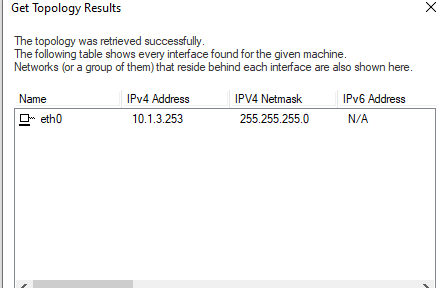 Get Topology Results
The topology was retrieved successfully.
The following table shows every interface found for the given machine.
Networks (or a group of them) that reside behind each interface are also shown here.
Name IPv4 Address IPV4 Netmask IPv6 Address
eth0 10.1.3.253 255.255.255.0 N/A